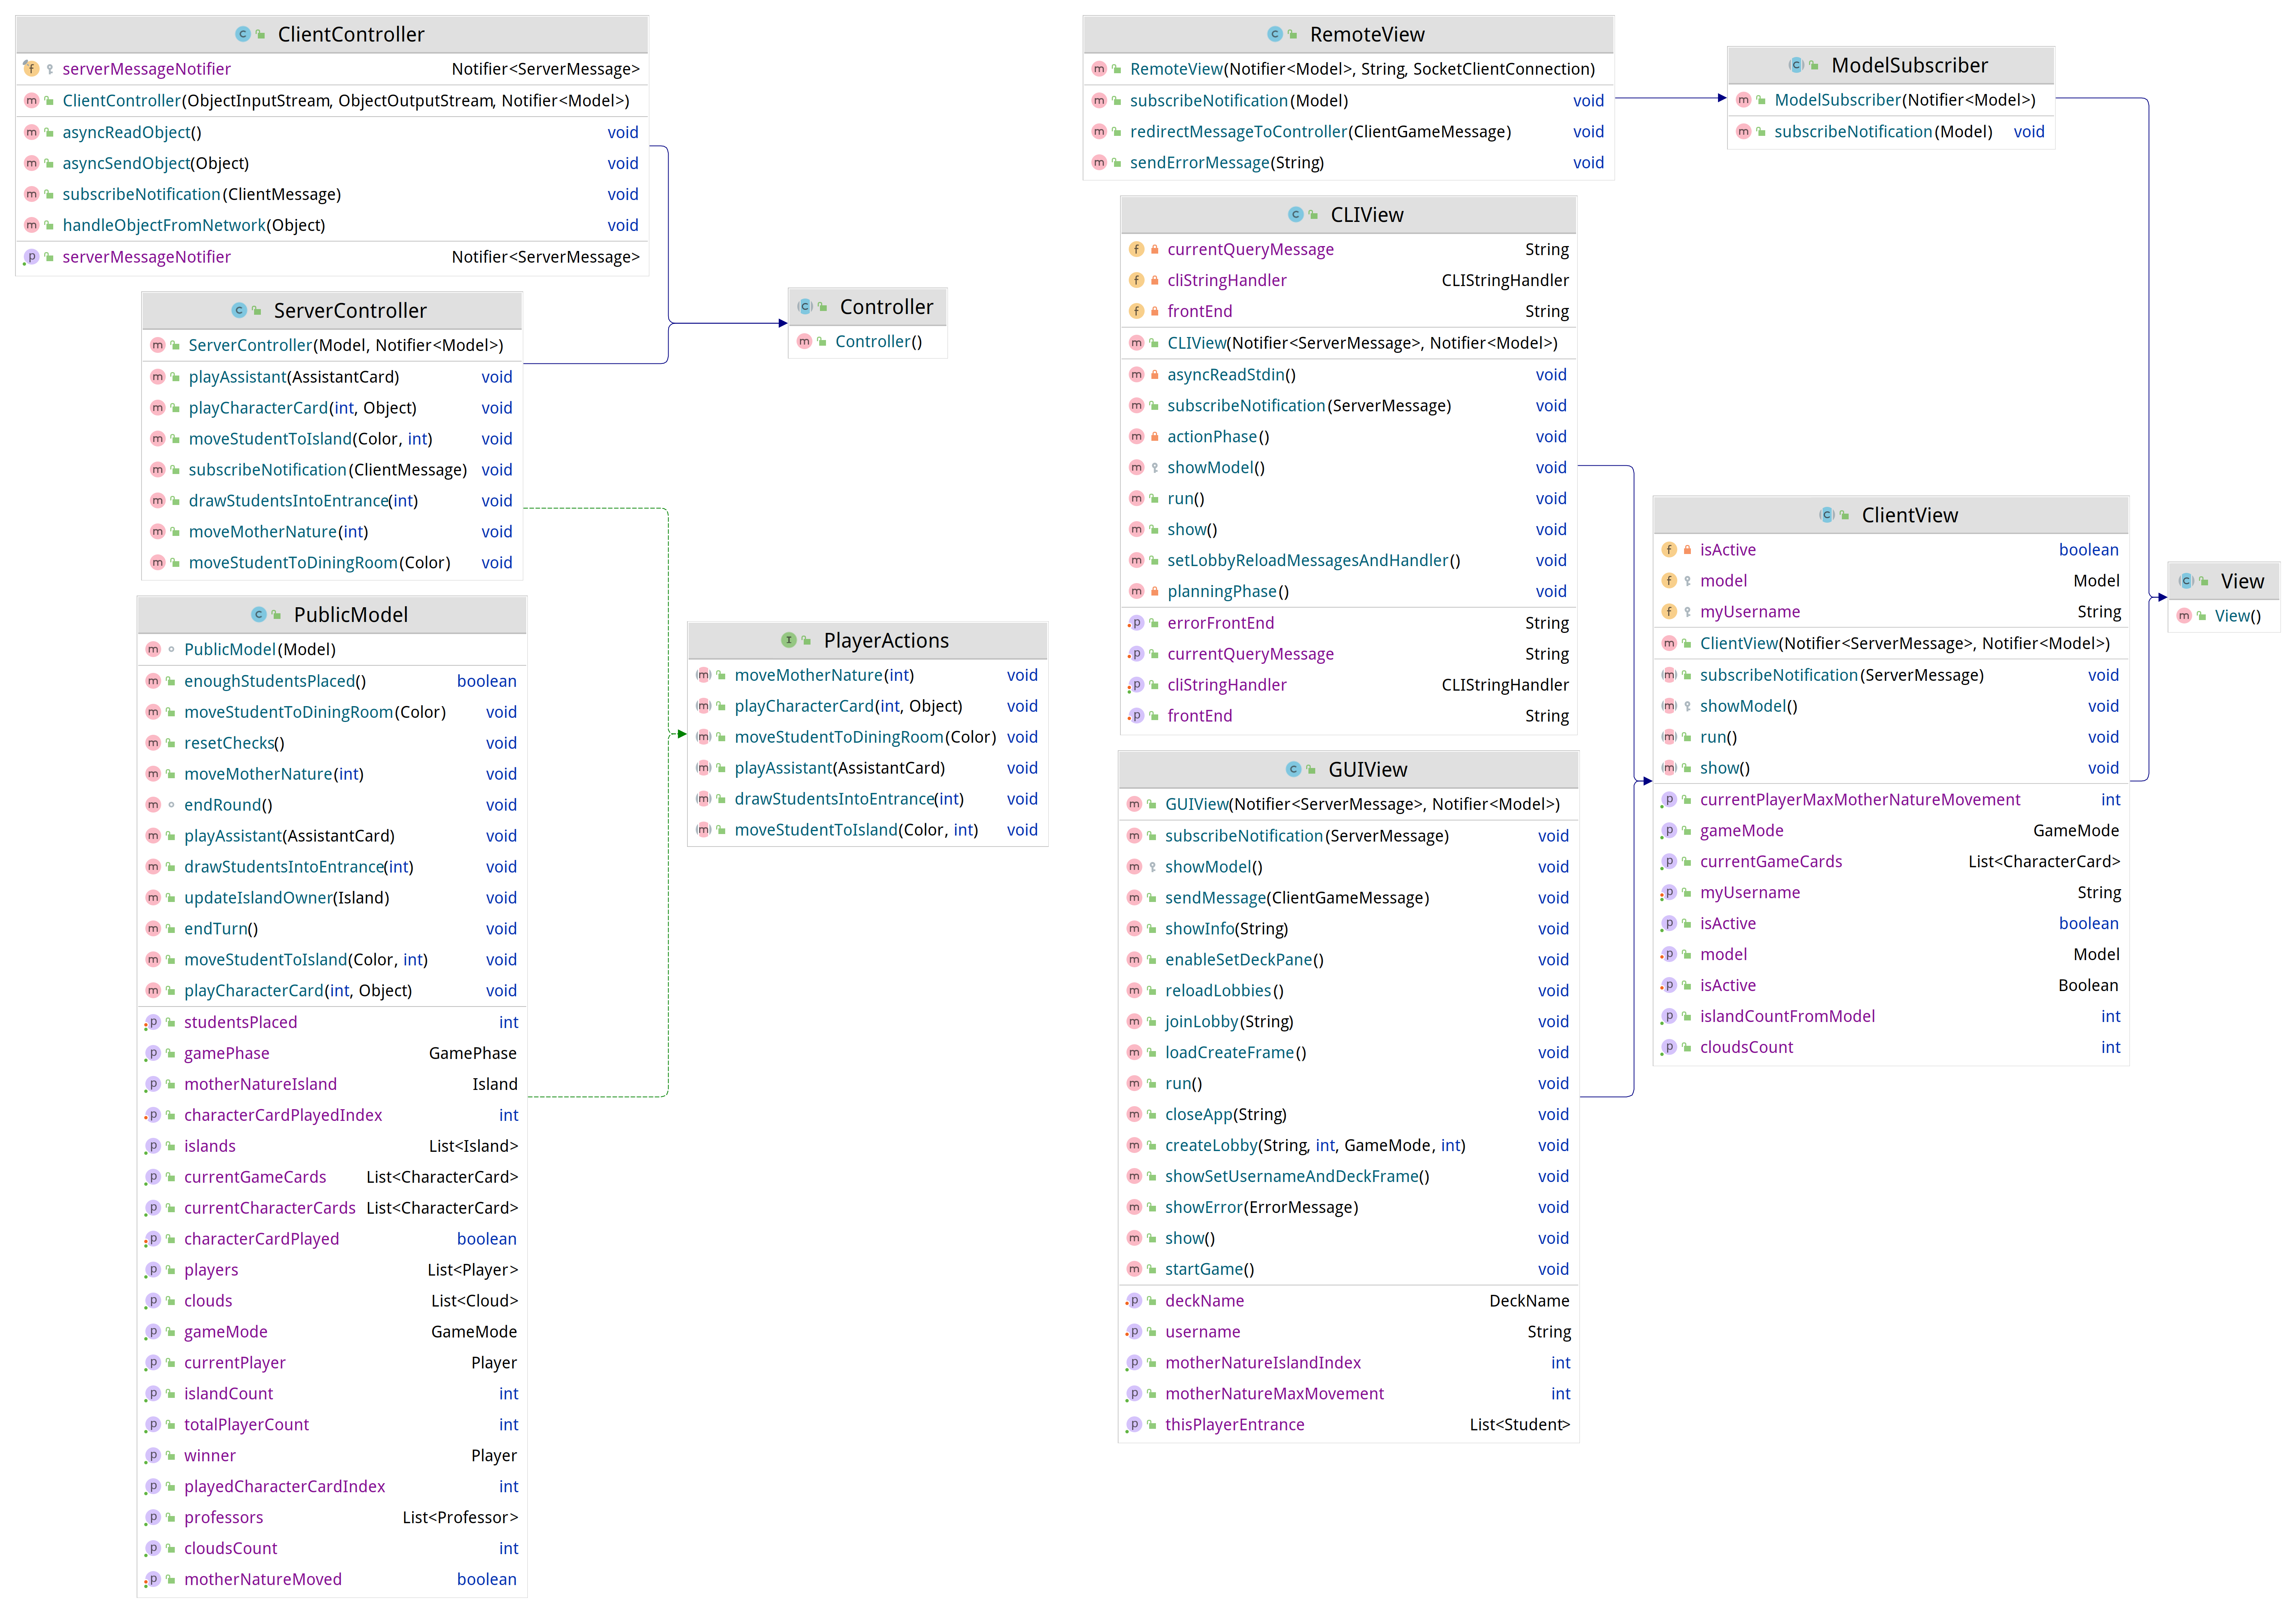 ClientController
serverMessageNotifier Notifier<ServerMessage>
ClientController(ObjectInputStream, ObjectOutputStream, Notifier<Model>)
asyncReadObject() void
asyncSendObject(Object) void
subscribeNotification(ClientMessage) void
handleObjectFromNetwork(Object) void
serverMessageNotifier Notifier<ServerMessage>
ServerController
ServerController(Model, Notifier<Model>)
playAssistant(AssistantCard) void
playCharacterCard(int, Object) void
moveStudentToIsland(Color, int) void
subscribeNotification(ClientMessage) void
drawStudentsIntoEntrance(int) void
moveMotherNature(int) void
moveStudentToDiningRoom(Color) void
PublicModel
PublicModel(Model)
enoughStudentsPlaced() boolean
moveStudentToDiningRoom(Color) void
resetChecks() void
moveMotherNature(int) void
endRound() void
playAssistant(AssistantCard) void
drawStudentsIntoEntrance(int) void
updateIslandOwner(Island) void
endTurn() void
moveStudentToIsland(Color, int) void
playCharacterCard(int, Object) void
studentsPlaced int
gamePhase GamePhase
motherNatureIsland Island
characterCardPlayedIndex int
islands List<Island>
currentGameCards List<CharacterCard>
currentCharacterCards List<CharacterCard>
characterCardPlayed boolean
players List<Player>
clouds List<Cloud>
gameMode GameMode
currentPlayer Player
islandCount int
totalPlayerCount int
winner Player
playedCharacterCardIndex int
professors List<Professor>
cloudsCount int
motherNatureMoved boolean
Controller
Controller()
PlayerActions
moveMotherNature(int) void
playCharacterCard(int, Object) void
moveStudentToDiningRoom(Color) void
playAssistant(AssistantCard) void
drawStudentsIntoEntrance(int) void
moveStudentToIsland(Color, int) void
RemoteView
RemoteView(Notifier<Model>, String, SocketClientConnection)
subscribeNotification(Model) void
redirectMessageToController(ClientGameMessage) void
sendErrorMessage(String) void
CLIView
currentQueryMessage String
cliStringHandler CLIStringHandler
frontEnd String
CLIView(Notifier<ServerMessage>, Notifier<Model>)
asyncReadStdin() void
subscribeNotification(ServerMessage) void
actionPhase() void
showModel() void
run() void
show() void
setLobbyReloadMessagesAndHandler() void
planningPhase() void
errorFrontEnd String
currentQueryMessage String
cliStringHandler CLIStringHandler
frontEnd String
GUIView
GUIView(Notifier<ServerMessage>, Notifier<Model>)
subscribeNotification(ServerMessage) void
showModel() void
sendMessage(ClientGameMessage) void
showInfo(String) void
enableSetDeckPane() void
reloadLobbies() void
joinLobby(String) void
loadCreateFrame() void
run() void
closeApp(String) void
createLobby(String, int, GameMode, int) void
showSetUsernameAndDeckFrame() void
showError(ErrorMessage) void
show() void
startGame() void
deckName DeckName
username String
motherNatureIslandIndex int
motherNatureMaxMovement int
thisPlayerEntrance List<Student>
ModelSubscriber
ModelSubscriber(Notifier<Model>)
subscribeNotification(Model) void
ClientView
isActive boolean
model Model
myUsername String
ClientView(Notifier<ServerMessage>, Notifier<Model>)
subscribeNotification(ServerMessage) void
showModel() void
run() void
show() void
currentPlayerMaxMotherNatureMovement int
gameMode GameMode
currentGameCards List<CharacterCard>
myUsername String
isActive boolean
model Model
isActive Boolean
islandCountFromModel int
cloudsCount int
View
View()